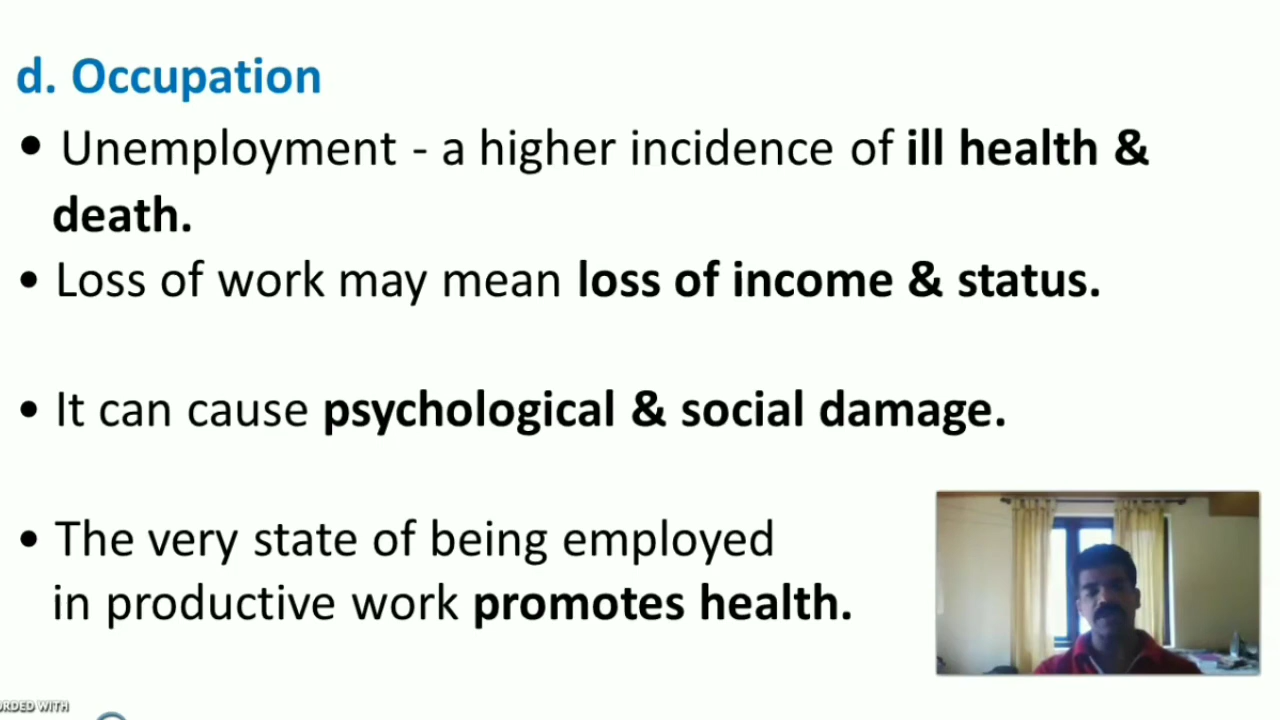 d. Occupation
• Unemployment - a higher incidence of ill health &
death.
• Loss of work may mean loss of income & status.
• It can cause psychological & social damage.
• The very state of being employed
in productive work promotes health.
WITH